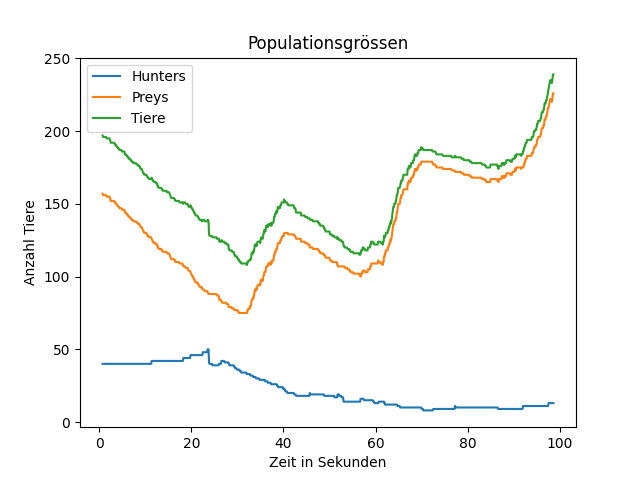 Populationsgrössen
Hunters
Preys
Tiere
Anzahl Tiere
250
200
150
100
50
0
0 20 40 60 80 100
Zeit in Sekunden